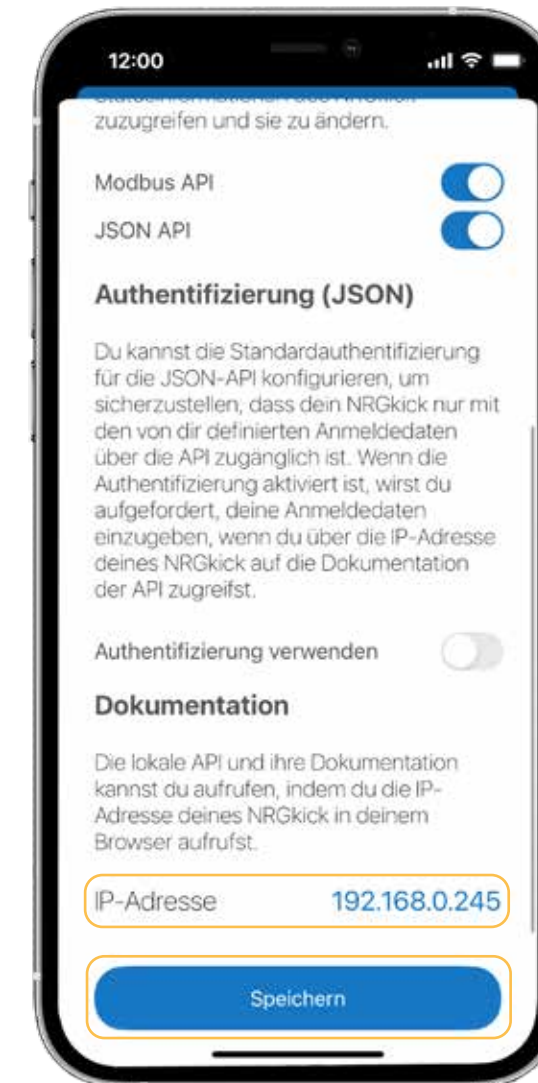 12:00
zuzugreifen und sie zu ändern.
Modbus API
JSON API
Authentifizierung (JSON)
Du kannst die Standardauthentifizierung
für die JSON-API konfigurieren, um
sicherzustellen, dass dein NRGkick nur mit
den von dir definierten Anmeldedaten
über die API zugänglich ist. Wenn die
Authentifizierung aktiviert ist, wirst du
aufgefordert, deine Anmeldedaten
einzugeben, wenn du über die IP-Adresse
deines NRGkick auf die Dokumentation
der API zugreifst.
Authentifizierung verwenden
Dokumentation
Die lokale API und ihre Dokumentation
kannst du aufrufen, indem du die IP-
Adresse deines NRGkick in deinem
Browser aufrufst.
IP-Adresse 192.168.0.245
Speichern